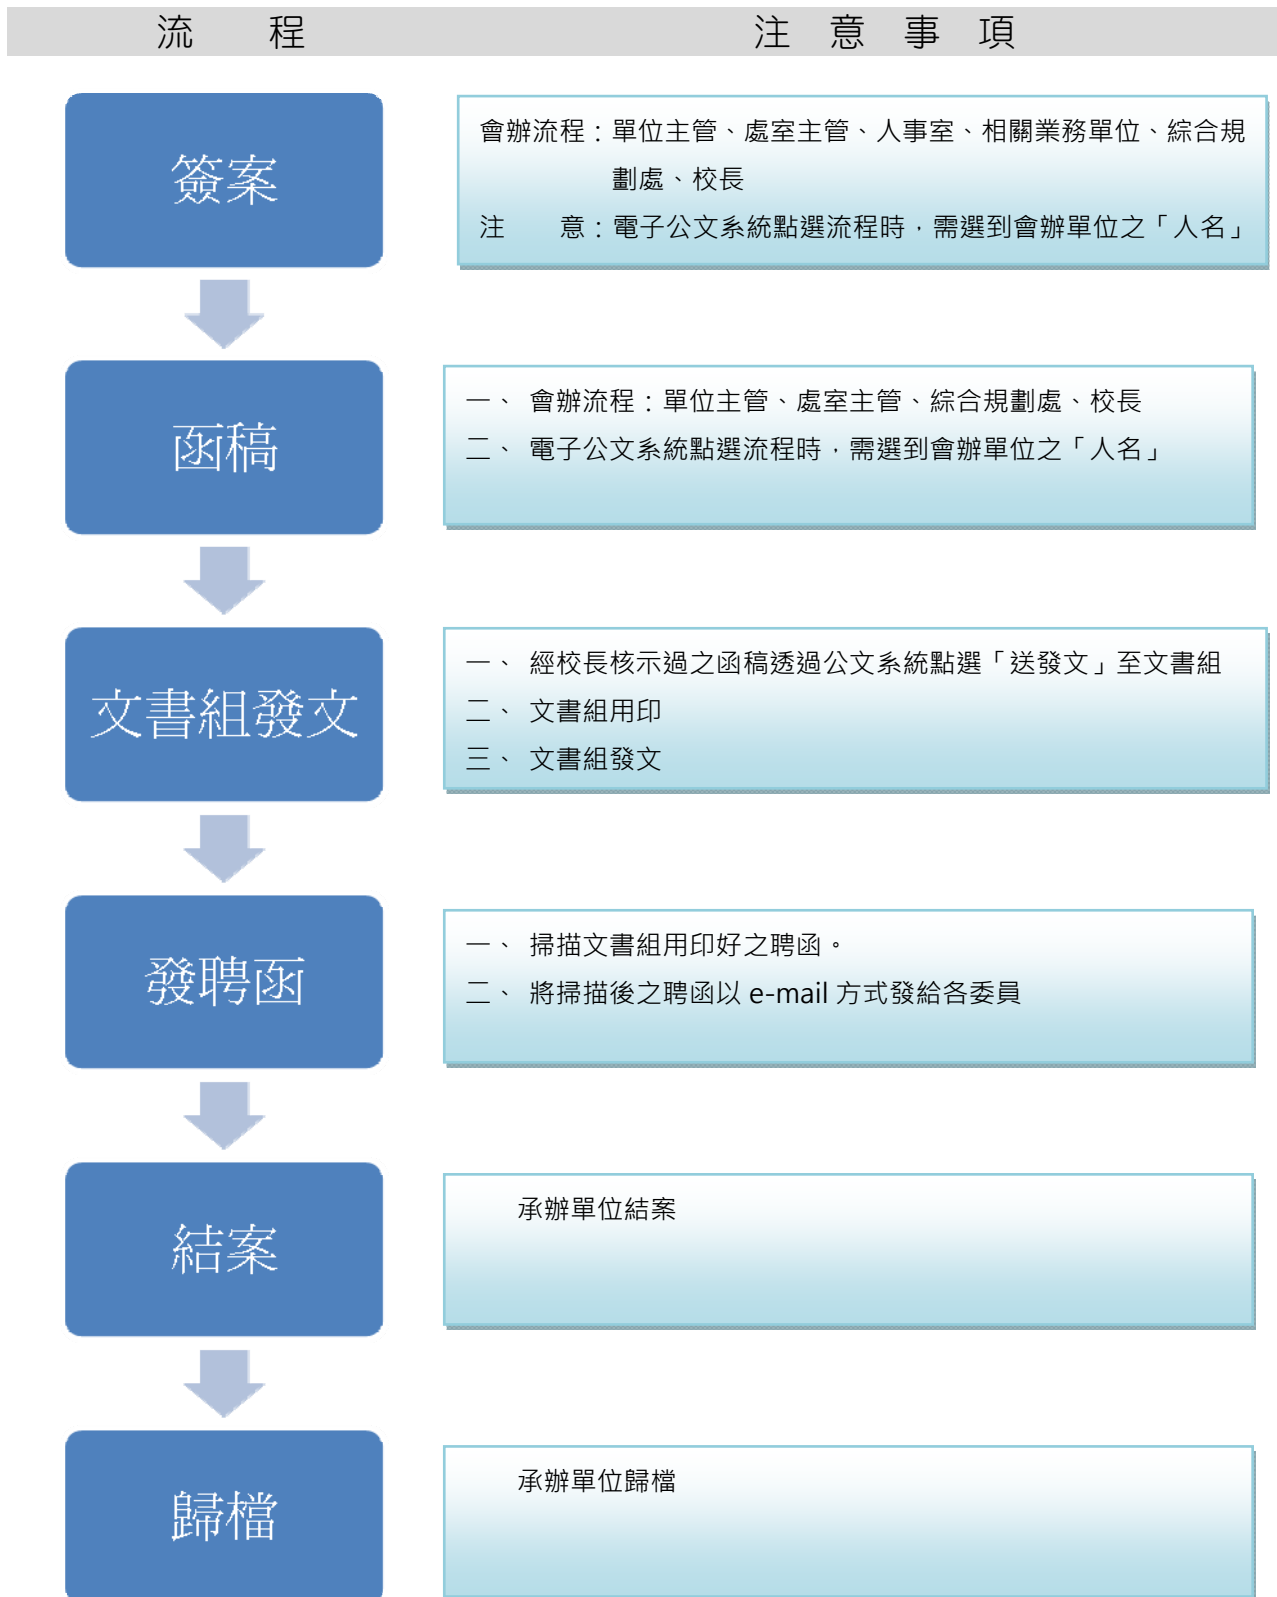 流　程　　　注　意　事　項
簽案
會辦流程：單位主管、處室主管、人事室、相關業務單位、綜合規
劃處、校長
注　　意：電子公文系統點選流程時，需選到會辦單位之「人名」
函稿
一、 會辦流程：單位主管、處室主管、綜合規劃處、校長
二、 電子公文系統點選流程時，需選到會辦單位之「人名」
文書組發文
一、 經校長核示過之函稿透過公文系統點選「送發文」至文書組
二、 文書組用印
三、 文書組發文
發聘函
一、 掃描文書組用印好之聘函。
二、 將掃描後之聘函以 e-mail 方式發給各委員
結案
承辦單位結案
歸檔
承辦單位歸檔